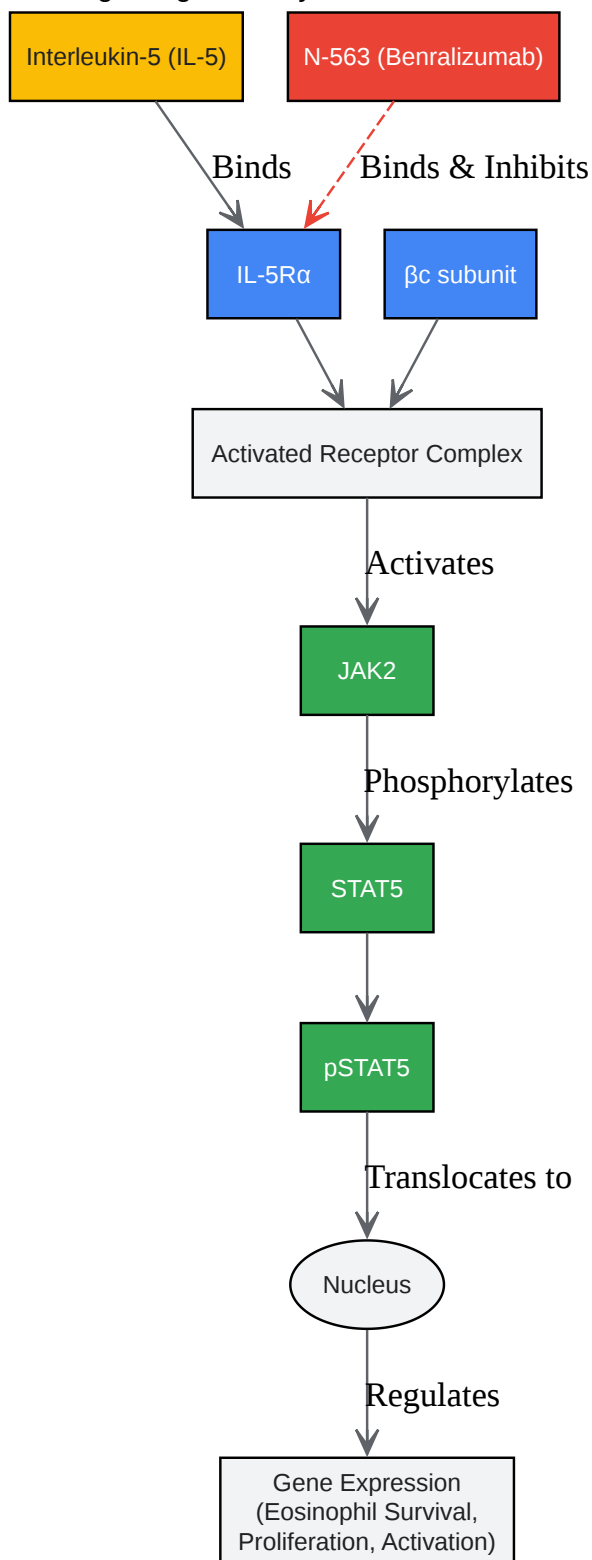 Interleukin-5 (IL-5)
N-563 (Benralizumab)
Binds
Binds & Inhibits
IL-5Rα
βc subunit
Activated Receptor Complex
Activates
JAK2
Phosphorylates
STAT5
pSTAT5
Translocates to
Nucleus
Regulates
Gene Expression
(Eosinophil Survival,
Proliferation, Activation)